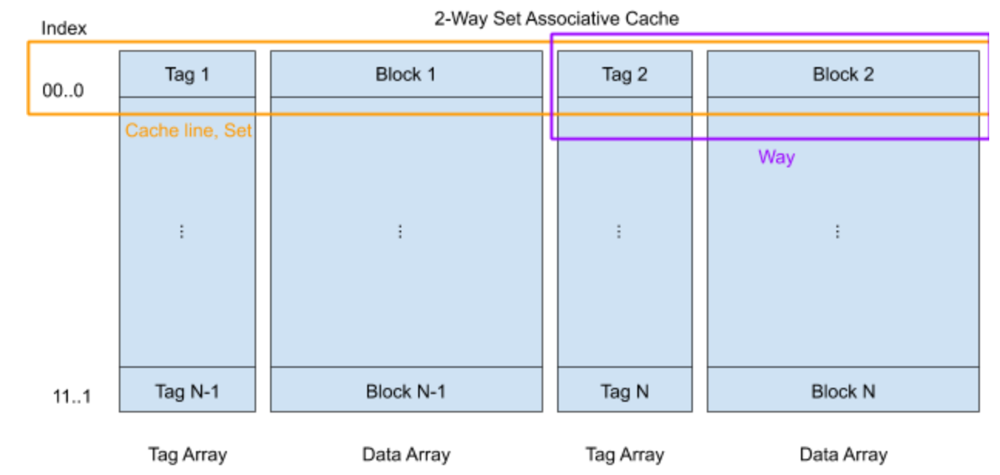 2-Way Set Associative Cache
Index
00..0
Tag 1
Block 1
Tag 2
Block 2
Cache line, Set
Way
⋮
⋮
⋮
⋮
11..1
Tag N-1
Block N-1
Tag N
Block N
Tag Array
Data Array
Tag Array
Data Array